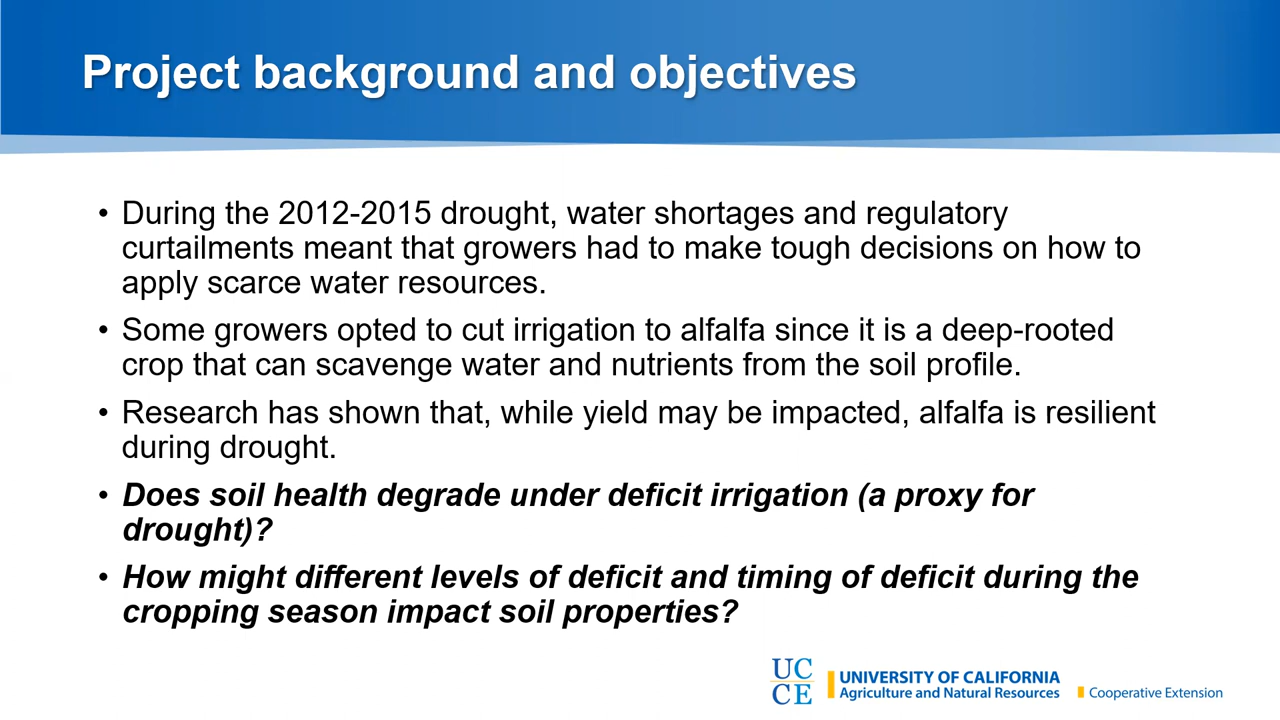 Project background and objectives
• During the 2012-2015 drought, water shortages and regulatory
curtailments meant that growers had to make tough decisions on how to
apply scarce water resources.
• Some growers opted to cut irrigation to alfalfa since it is a deep-rooted
crop that can scavenge water and nutrients from the soil profile.
• Research has shown that, while yield may be impacted, alfalfa is resilient
during drought.
• Does soil health degrade under deficit irrigation (a proxy for
drought)?
• How might different levels of deficit and timing of deficit during the
cropping season impact soil properties?
UC
CE
UNIVERSITY OF CALIFORNIA
Agriculture and Natural Resources
Cooperative Extension